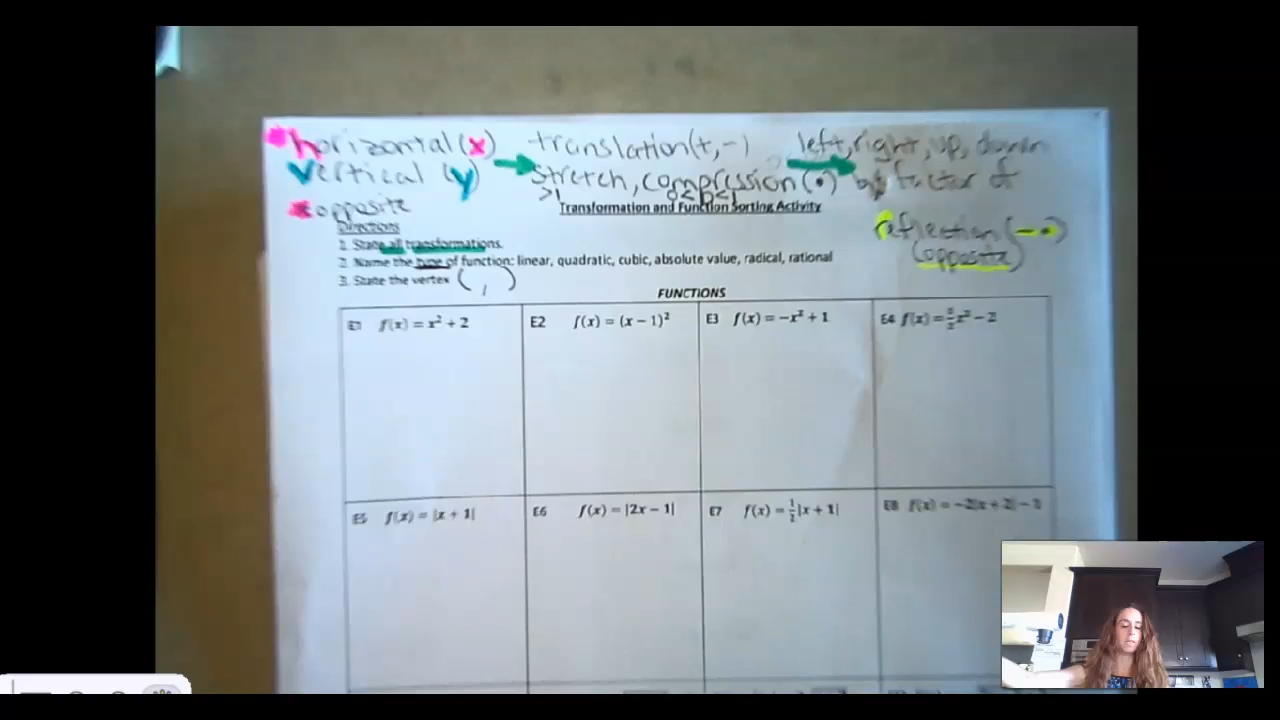 *horizontal (x) translation (+, -) left, right, up, down
vertical (y) stretch, compression (•) by factor of
>1 0<b<1
*opposite
Transformation and Function Sorting Activity
reflection (-•)
(opposite)
Directions
1. State all transformations.
2. Name the type of function: linear, quadratic, cubic, absolute value, radical, rational
3. State the vertex ( , )
FUNCTIONS
E1 f(x) = x² + 2 E2 f(x) = (x − 1)² E3 f(x) = −x² + 1 E4 f(x) = x² − 2
E5 f(x) = |x + 1| E6 f(x) = |2x − 1| E7 f(x) = ½|x + 1| E8 f(x) = −2|x + 2| −